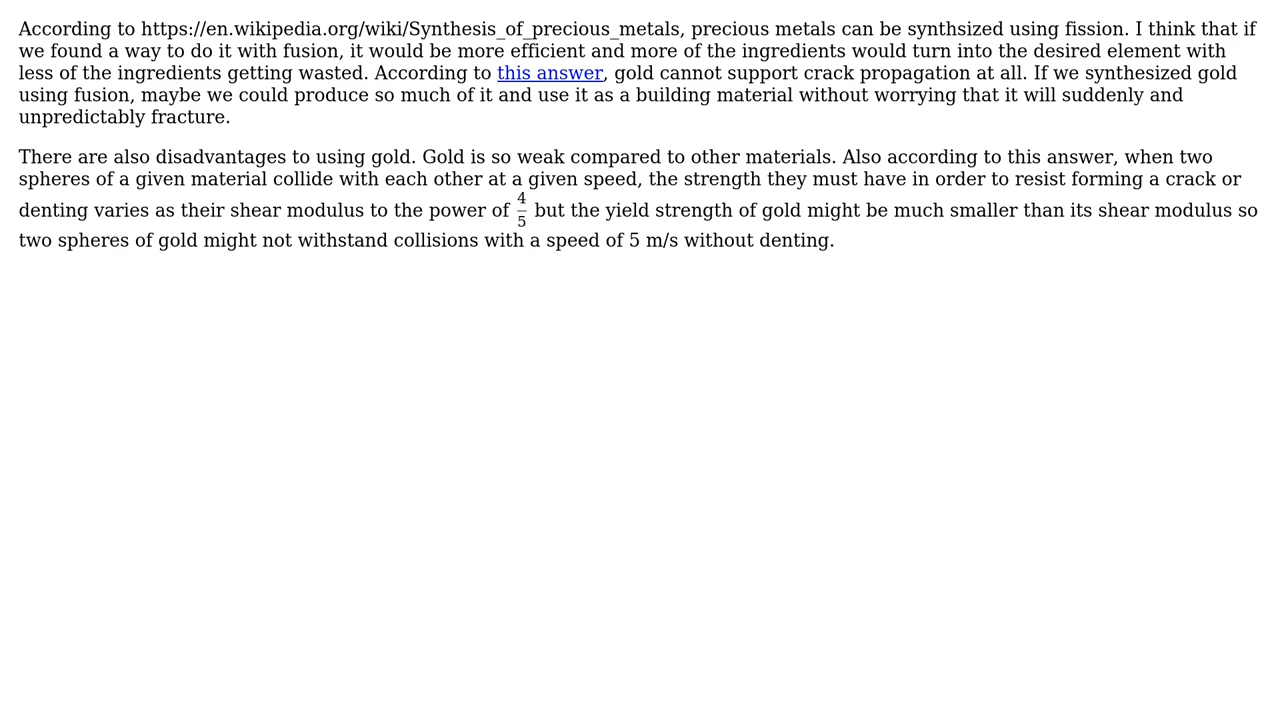 According to https://en.wikipedia.org/wiki/Synthesis_of_precious_metals, precious metals can be synthsized using fission. I think that if
we found a way to do it with fusion, it would be more efficient and more of the ingredients would turn into the desired element with
less of the ingredients getting wasted. According to this answer, gold cannot support crack propagation at all. If we synthesized gold
using fusion, maybe we could produce so much of it and use it as a building material without worrying that it will suddenly and
unpredictably fracture.
There are also disadvantages to using gold. Gold is so weak compared to other materials. Also according to this answer, when two
spheres of a given material collide with each other at a given speed, the strength they must have in order to resist forming a crack or
denting varies as their shear modulus to the power of 4/5 but the yield strength of gold might be much smaller than its shear modulus so
two spheres of gold might not withstand collisions with a speed of 5 m/s without denting.